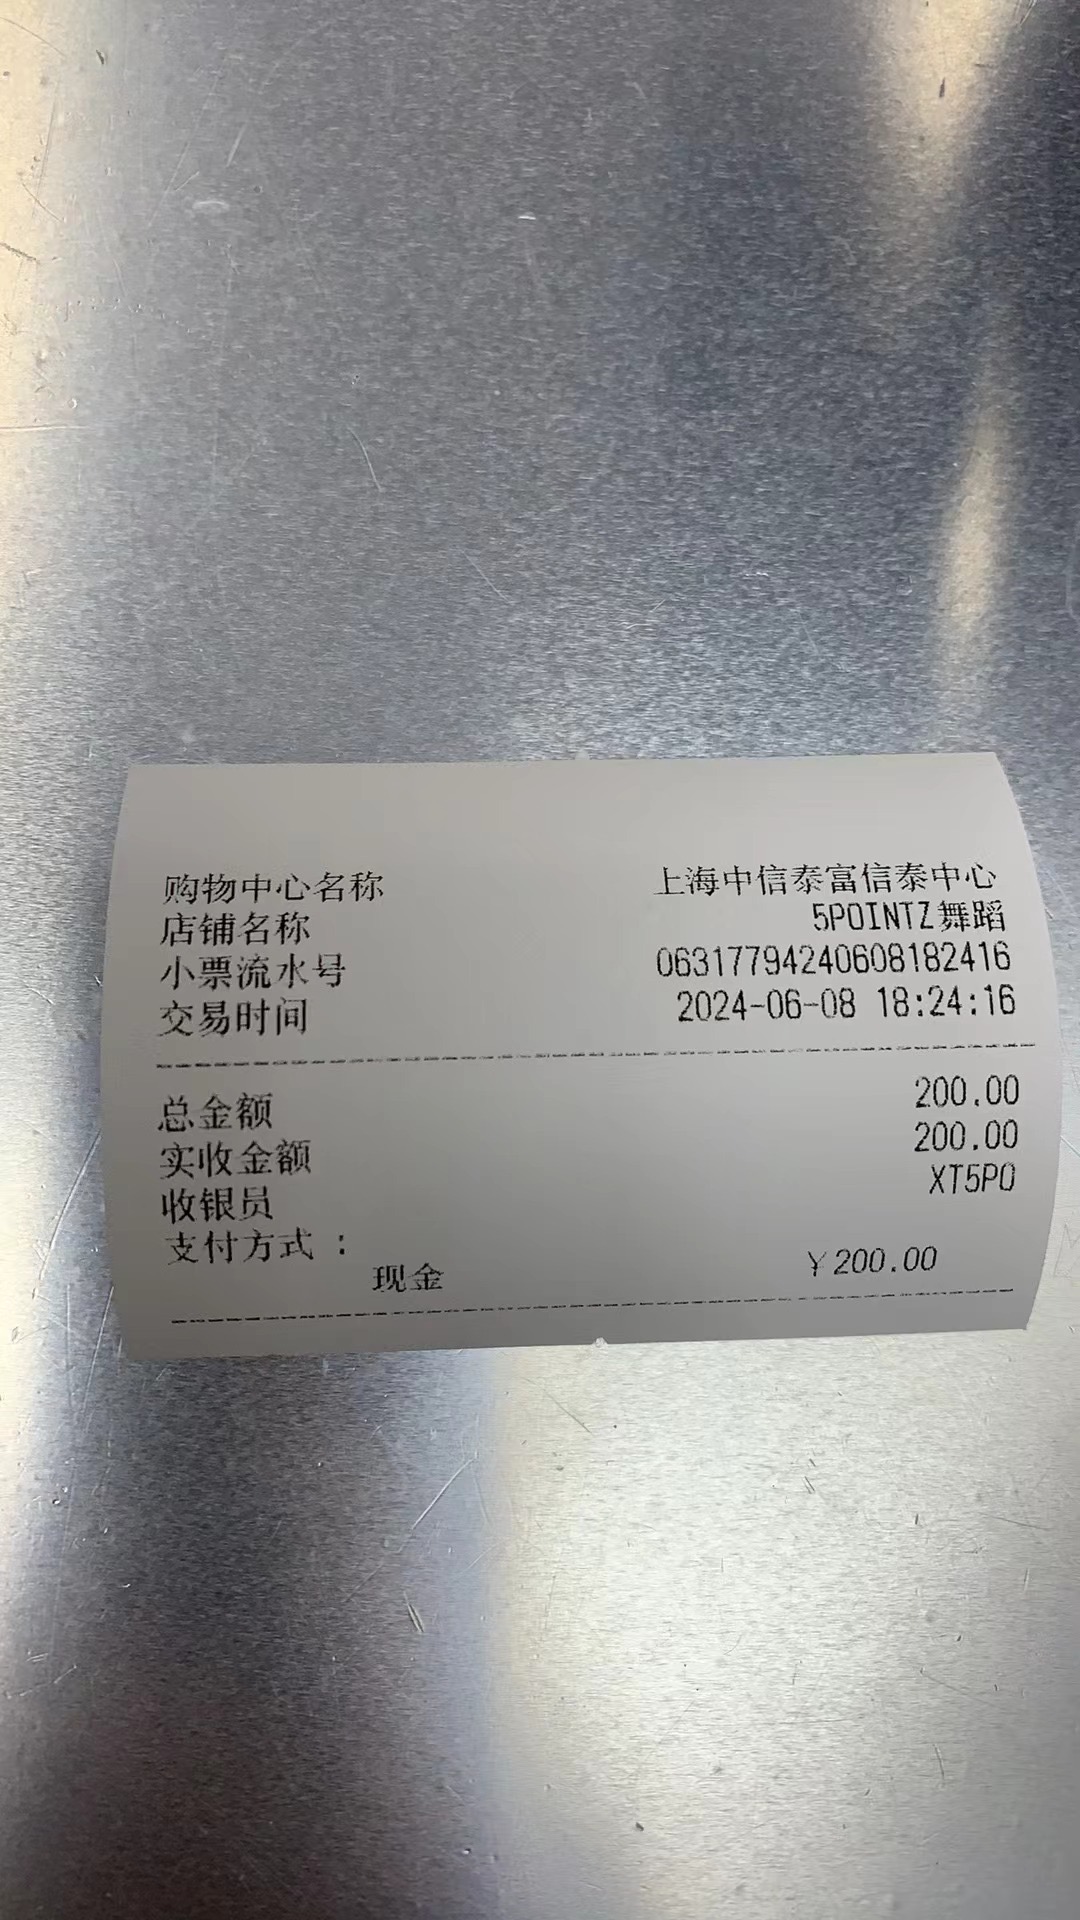 购物中心名称 上海中信泰富信泰中心
店铺名称 5POINTZ舞蹈
小票流水号 06317794240608182416
交易时间 2024-06-08 18:24:16
总金额 200.00
实收金额 200.00
收银员 XT5PO
支付方式 :
现金 ¥200.00